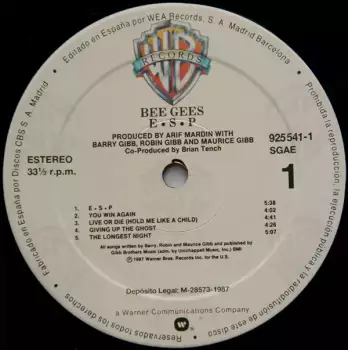 • Editado en España por WEA Records, S. A. Madrid Barcelona •
Prohibida la reproducción, la ejecución pública y la radiodifusión de este disco
Reservados todos los derechos
Fabricado en España por Discos CBS S. A. Madrid
WB
RECORDS
BEE GEES
E • S • P
PRODUCED BY ARIF MARDIN WITH
BARRY GIBB, ROBIN GIBB AND MAURICE GIBB
Co-Produced by Brian Tench
ESTEREO
33⅓ r.p.m.
925541-1
SGAE
1
1. E • S • P 5:38
2. YOU WIN AGAIN 4:02
3. LIVE OR DIE (HOLD ME LIKE A CHILD) 4:41
4. GIVING UP THE GHOST 4:26
5. THE LONGEST NIGHT 5:07
All songs written by Barry, Robin and Maurice Gibb and published by
Gibb Brothers Music (adm. by Unichappell Music, Inc.) BMI
℗ 1987 Warner Bros. Records Inc. for the U.S.
Depósito Legal: M-28573-1987
a Warner Communications Company